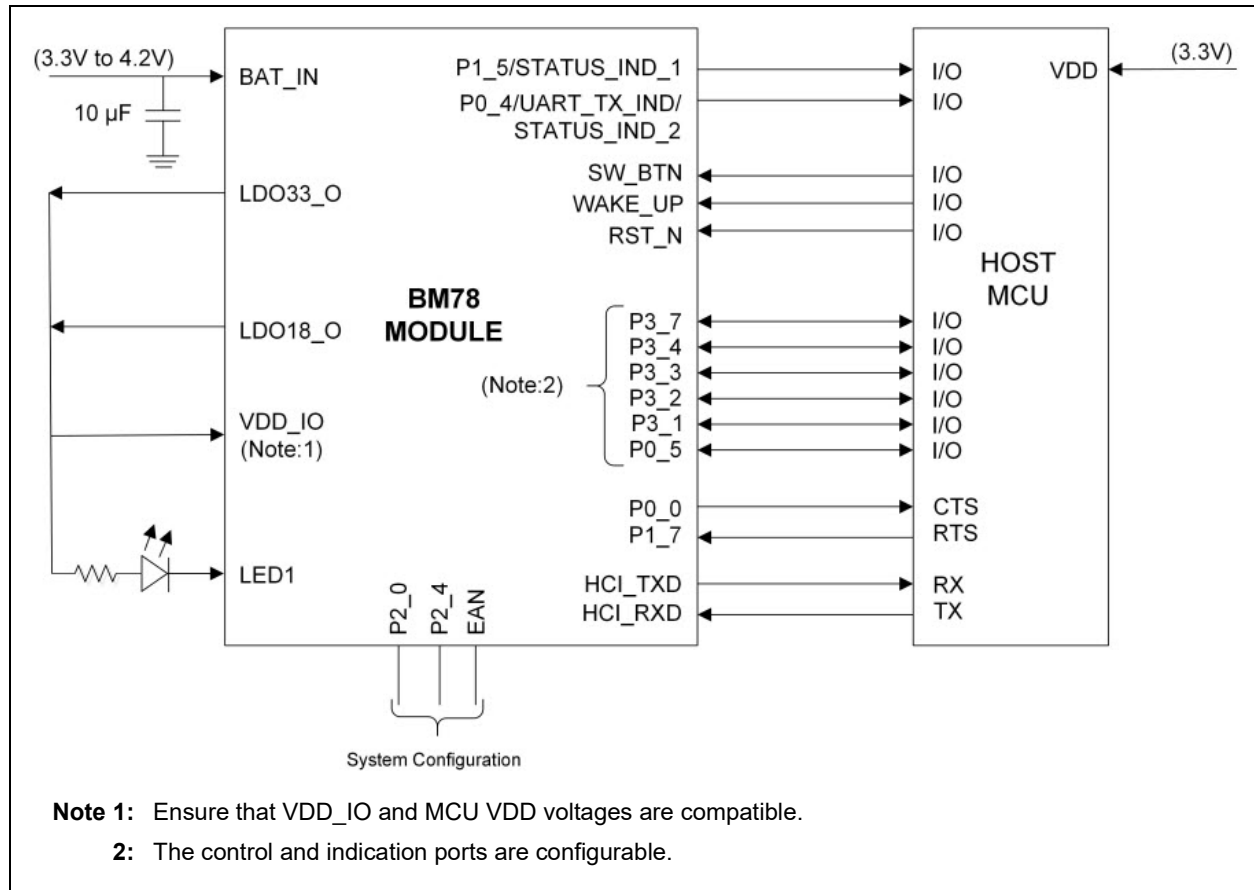 (3.3V to 4.2V)
BAT_IN
10 µF
LDO33_O
LDO18_O
VDD_IO
(Note:1)
LED1
BM78
MODULE
P1_5/STATUS_IND_1
P0_4/UART_TX_IND/
STATUS_IND_2
SW_BTN
WAKE_UP
RST_N
(Note:2)
P3_7
P3_4
P3_3
P3_2
P3_1
P0_5
P0_0
P1_7
HCI_TXD
HCI_RXD
P2_0
P2_4
EAN
System Configuration
I/O
I/O
I/O
I/O
I/O
I/O
I/O
I/O
I/O
I/O
I/O
CTS
RTS
RX
TX
VDD
(3.3V)
HOST
MCU
Note 1: Ensure that VDD_IO and MCU VDD voltages are compatible.
2: The control and indication ports are configurable.